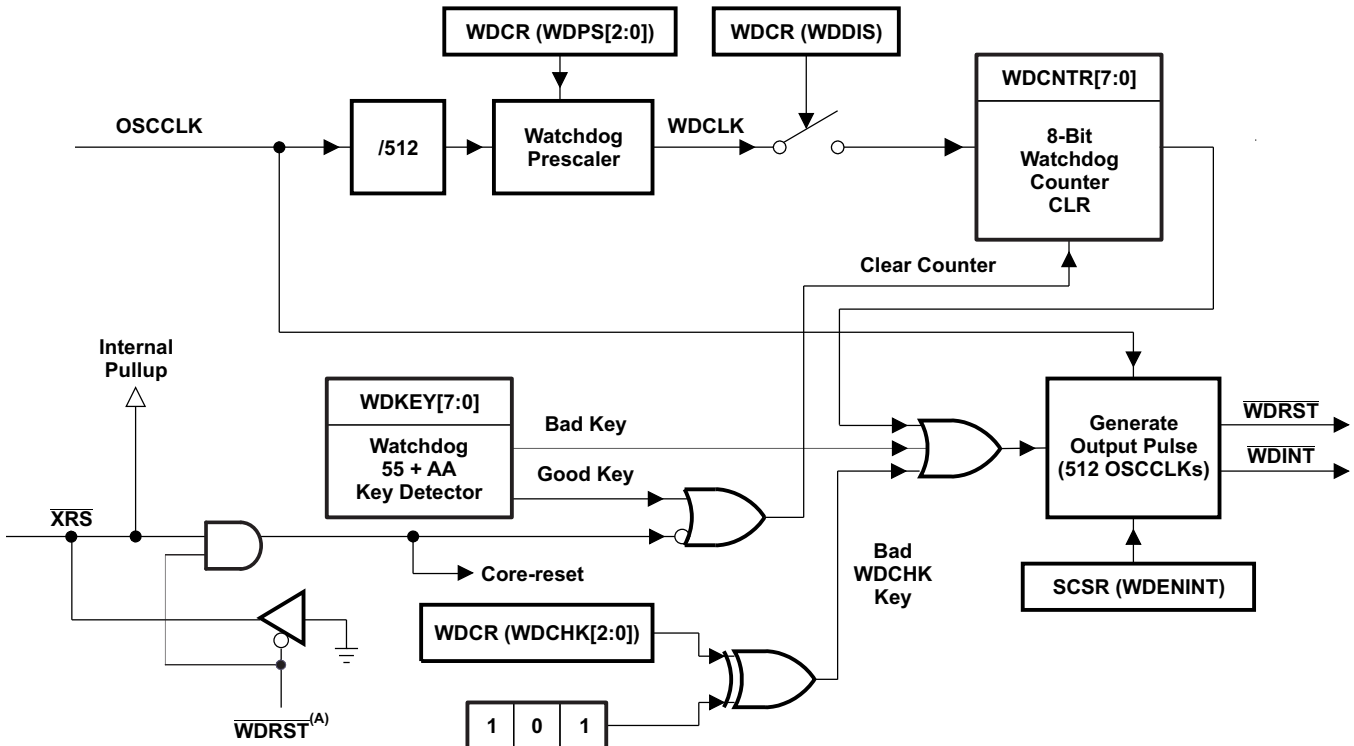 WDCR (WDPS[2:0])
WDCR (WDDIS)
WDCNTR[7:0]
OSCCLK
/512
Watchdog
Prescaler
WDCLK
8-Bit
Watchdog
Counter
CLR
Clear Counter
Internal
Pullup
WDKEY[7:0]
Watchdog
55 + AA
Key Detector
Bad Key
Good Key
Generate
Output Pulse
(512 OSCCLKs)
WDRST
WDINT
XRS
Core-reset
Bad
WDCHK
Key
SCSR (WDENINT)
WDCR (WDCHK[2:0])
WDRST(A)
1 0 1